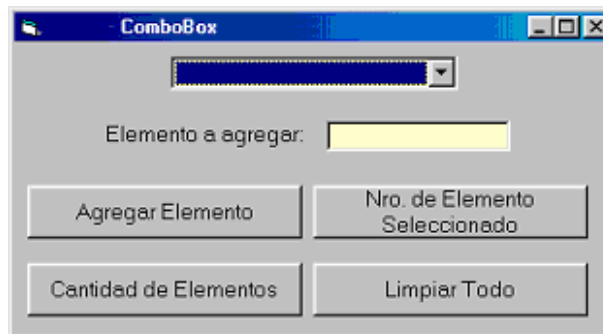 ComboBox
Elemento a agregar:
Agregar Elemento
Nro. de Elemento
Seleccionado
Cantidad de Elementos
Limpiar Todo